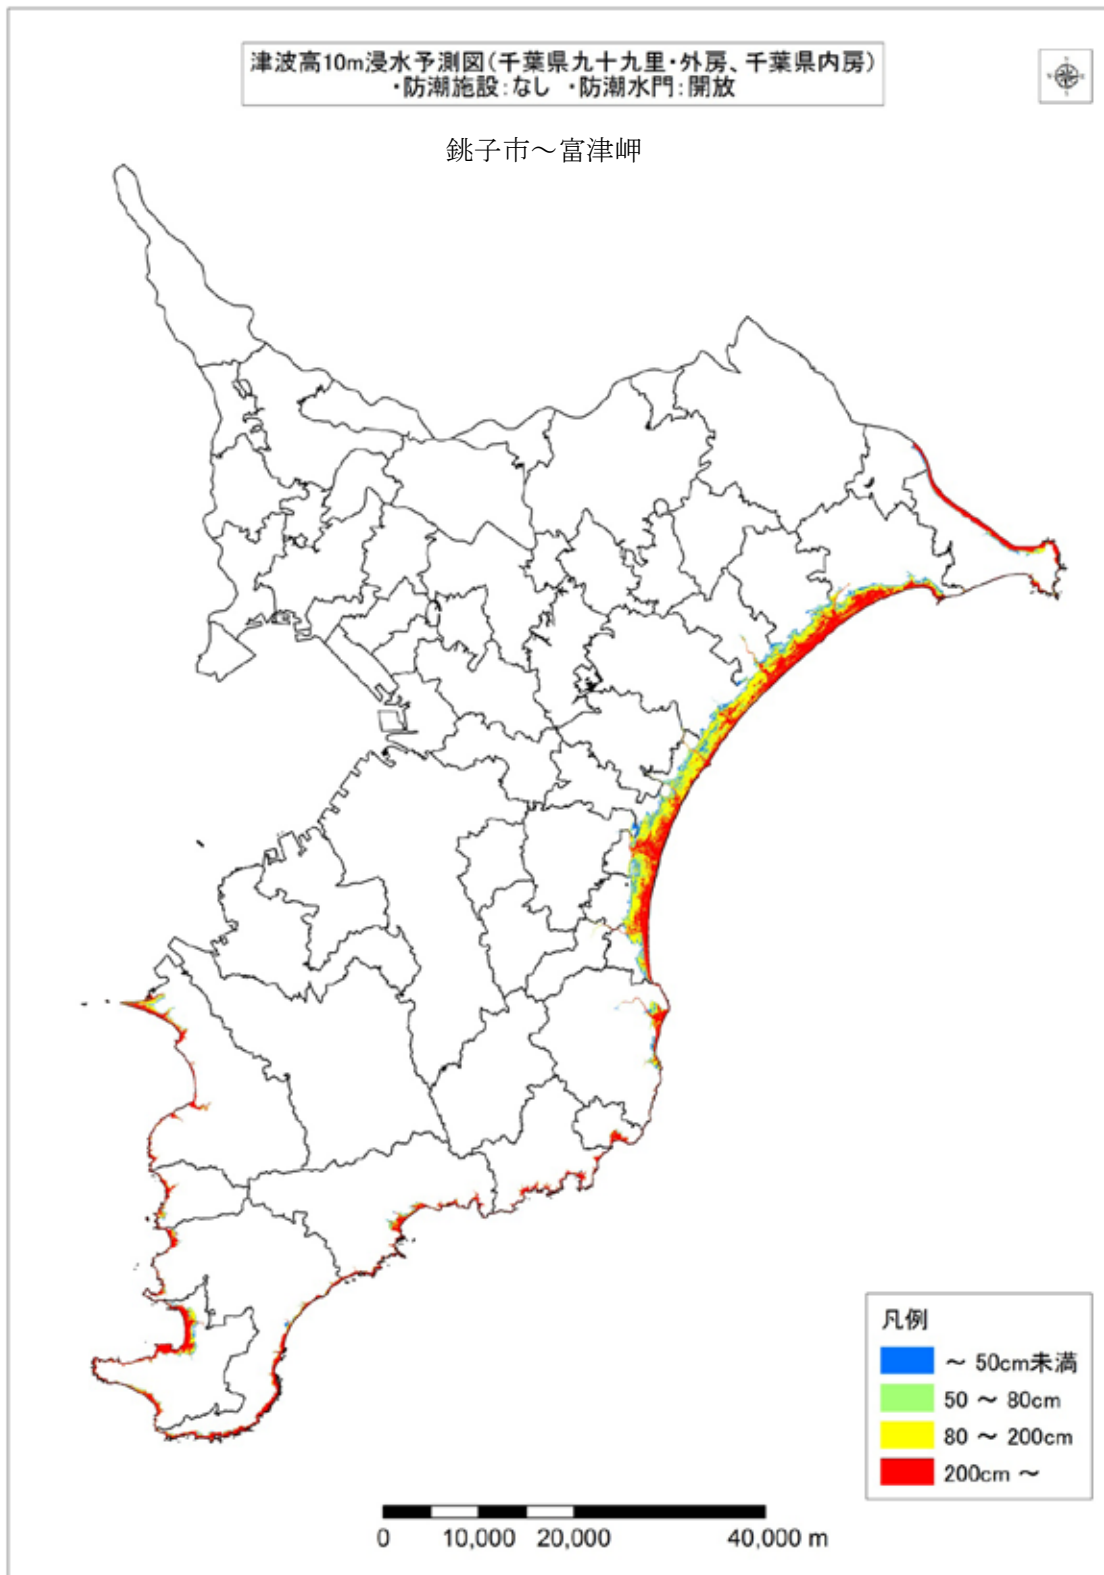 津波高10m浸水予測図(千葉県九十九里・外房、千葉県内房)
・防潮施設:なし ・防潮水門:開放
銚子市～富津岬
凡例
～ 50cm未満
50 ～ 80cm
80 ～ 200cm
200cm ～
0 10,000 20,000 40,000 m